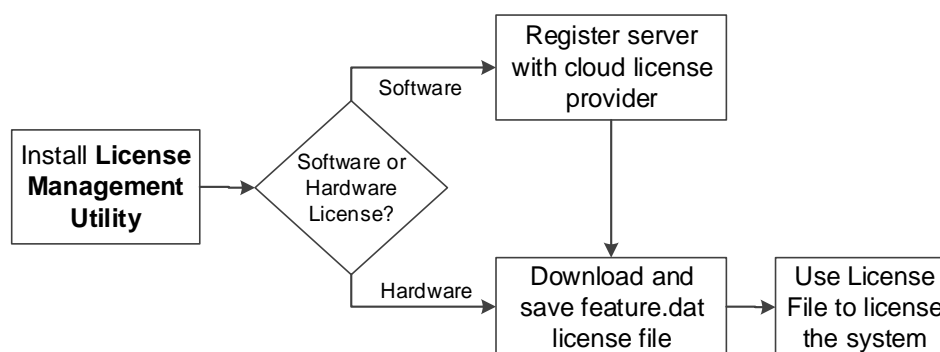 Register server
with cloud license
provider
Software
Install License
Management
Utility
Software or
Hardware
License?
Hardware
Download and
save feature.dat
license file
Use License
File to license
the system